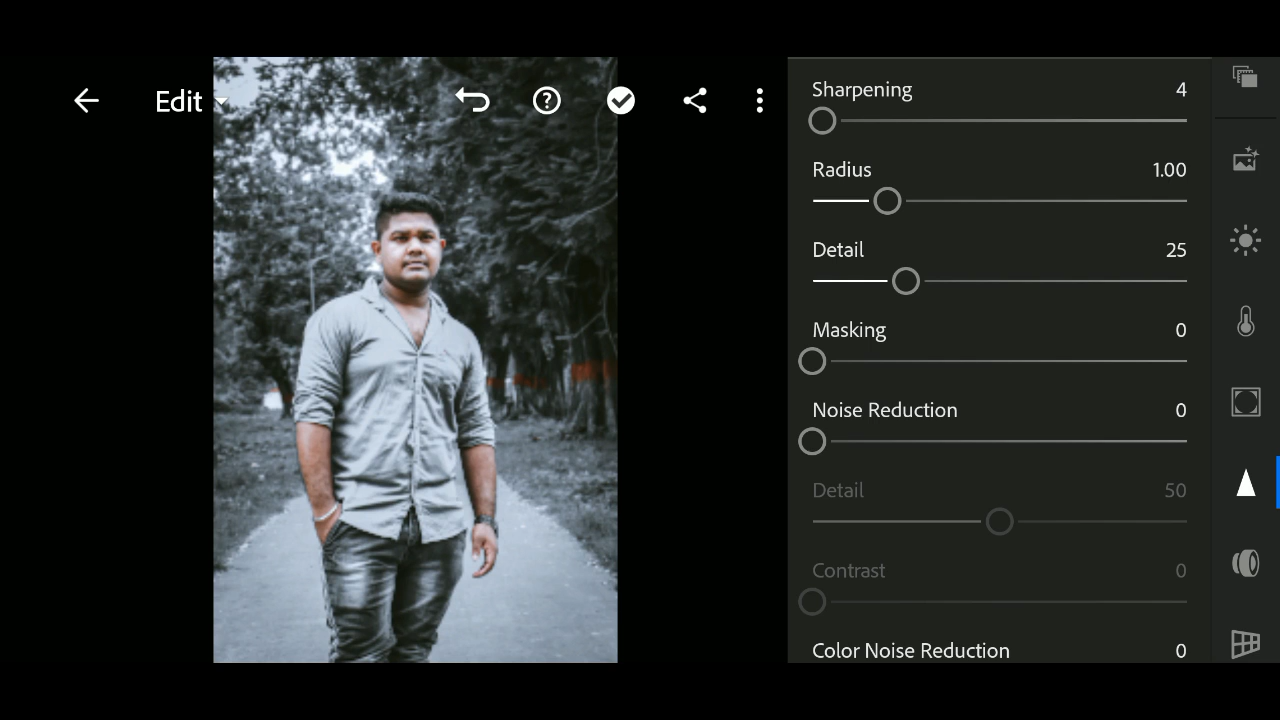 Edit
Sharpening 4
Radius 1.00
Detail 25
Masking 0
Noise Reduction 0
Detail 50
Contrast 0
Color Noise Reduction 0